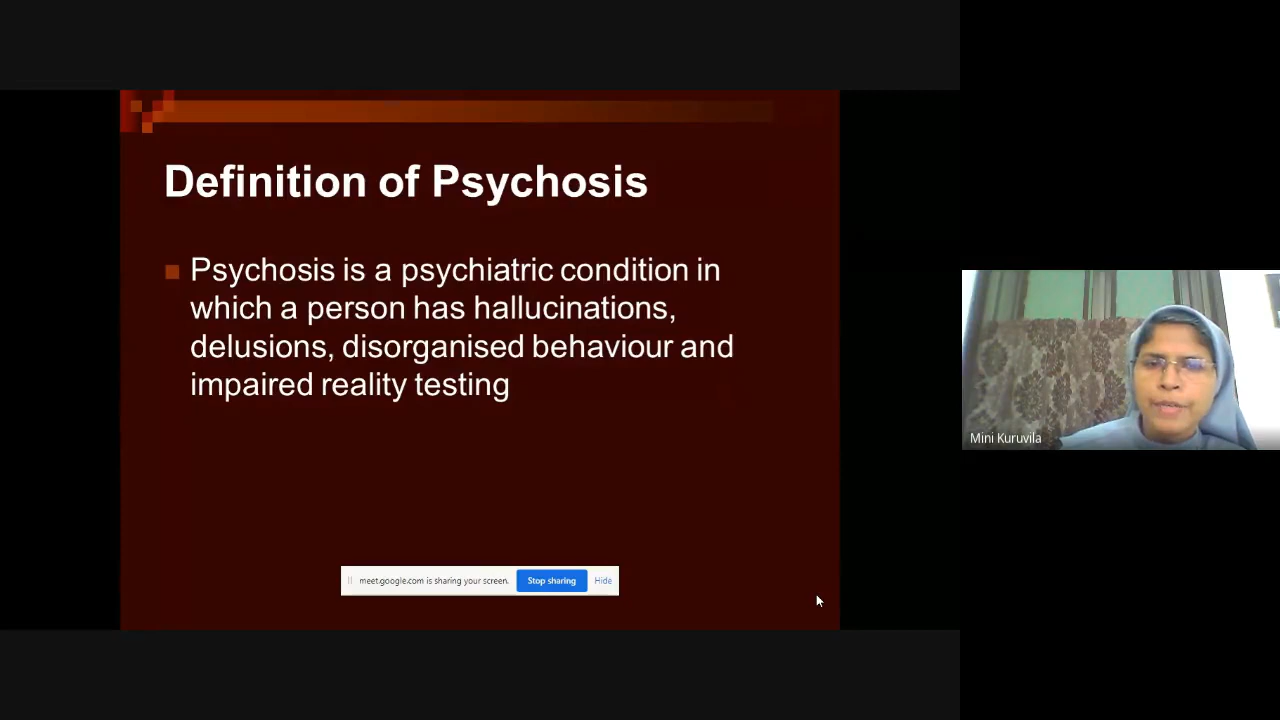 Definition of Psychosis
Psychosis is a psychiatric condition in
which a person has hallucinations,
delusions, disorganised behaviour and
impaired reality testing
Mini Kuruvila
meet.google.com is sharing your screen. Stop sharing Hide